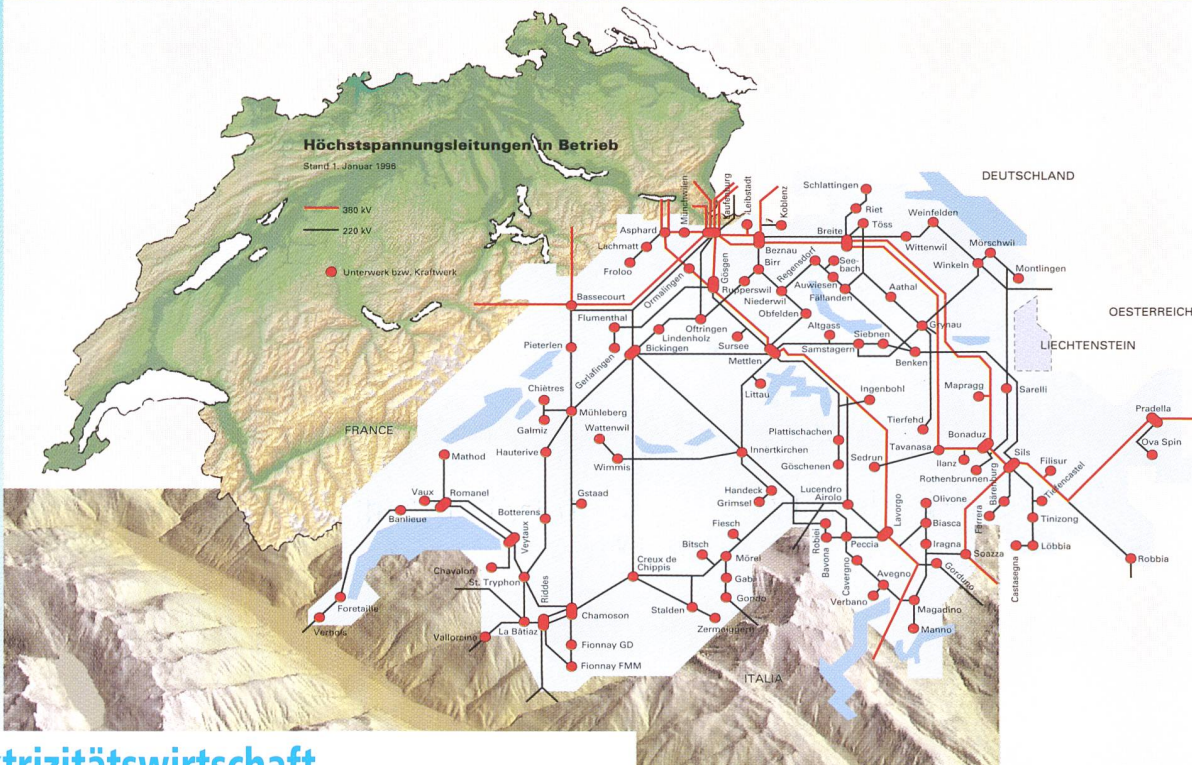 Höchstspannungsleitungen in Betrieb
Stand 1. Januar 1996
380 kV
220 kV
Unterwerk bzw. Kraftwerk
DEUTSCHLAND
OESTERREICH
LIECHTENSTEIN
FRANCE
ITALIA
Asphard
Münchwilen
Laufenburg
Leibstadt
Koblenz
Schlattingen
Riet
Töss
Weinfelden
Lachmatt
Froloo
Breite
Wittenwil
Mörschwil
Beznau
Birr
Regensdorf
See-
bach
Winkeln
Montlingen
Ormalingen
Gösgen
Rupperswil
Niederwil
Auwiesen
Fällanden
Aathal
Bassecourt
Flumenthal
Obfelden
Oftringen
Lindenholz
Altgass
Siebnen
Grynau
Pieterlen
Gerlafingen
Bickingen
Sursee
Mettlen
Samstagern
Benken
Chiètres
Littau
Ingenbohl
Mapragg
Sarelli
Galmiz
Mühleberg
Wattenwil
Pradella
Plattischachen
Tierfehd
Bonaduz
Ova Spin
Mathod
Hauterive
Wimmis
Innertkirchen
Göschenen
Sedrun
Tavanasa
Ilanz
Rothenbrunnen
Sils
Filisur
Vaux
Romanel
Gstaad
Handeck
Grimsel
Lucendro
Airolo
Lavorgo
Olivone
Bärenburg
Ferrera
Tiefencastel
Banlieue
Botterens
Veytaux
Fiesch
Biasca
Tinizong
Bitsch
Mörel
Robiei
Bavona
Peccia
Iragna
Soazza
Löbbia
Castasegna
Robbia
Chavalon
St. Tryphon
Riddes
Creux de
Chippis
Gabi
Cavergno
Avegno
Gorduno
Foretaille
Verbois
Gondo
Verbano
Magadino
Vallorcine
La Bâtiaz
Chamoson
Stalden
Zermeiggern
Manno
Fionnay GD
Fionnay FMM
trizitätswirtschaft